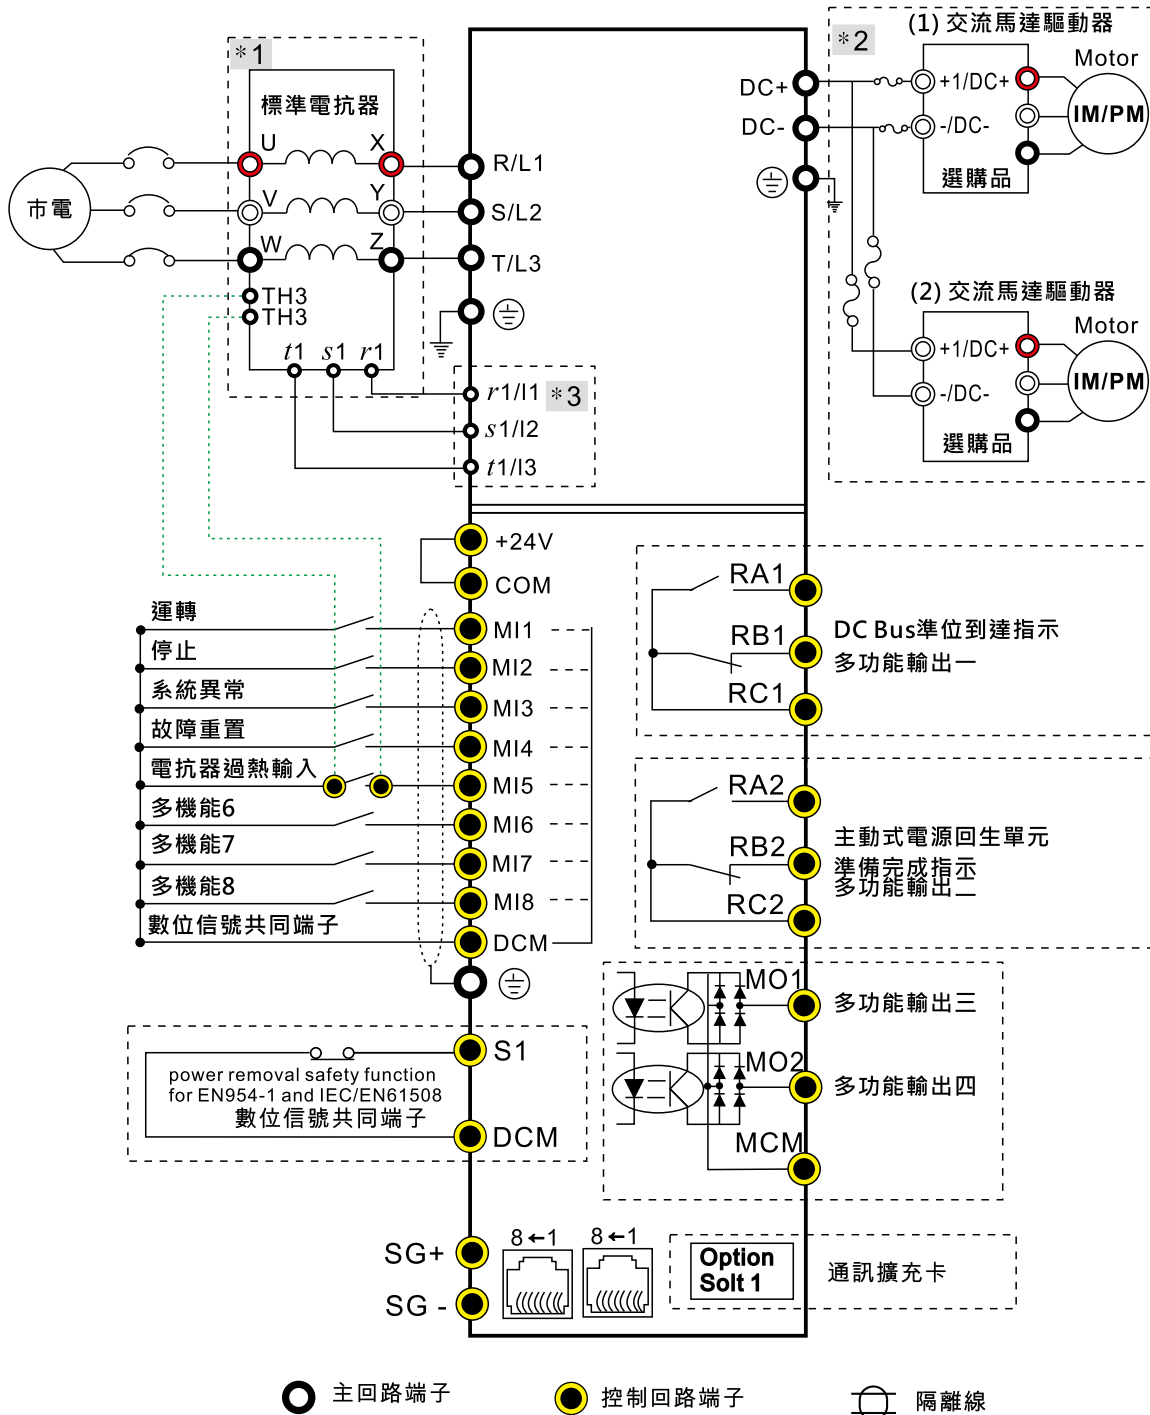 (1) 交流馬達驅動器
*1
*2
Motor
標準電抗器
DC+
+1/DC+
IM/PM
U
X
DC-
-/DC-
R/L1
選購品
市電
V
Y
S/L2
W
Z
T/L3
TH3
TH3
(2) 交流馬達驅動器
Motor
t1 s1 r1
+1/DC+
IM/PM
r1/I1
*3
-/DC-
s1/I2
選購品
t1/I3
+24V
COM
RA1
運轉
MI1
RB1
DC Bus準位到達指示
停止
MI2
多功能輸出一
系統異常
MI3
RC1
故障重置
MI4
電抗器過熱輸入
MI5
RA2
多機能6
MI6
主動式電源回生單元
多機能7
MI7
RB2
準備完成指示
多功能輸出二
多機能8
MI8
RC2
數位信號共同端子
DCM
MO1
多功能輸出三
S1
power removal safety function
for EN954-1 and IEC/EN61508
數位信號共同端子
MO2
多功能輸出四
DCM
MCM
8←1
8←1
SG+
Option
Solt 1
通訊擴充卡
SG -
主回路端子
控制回路端子
隔離線